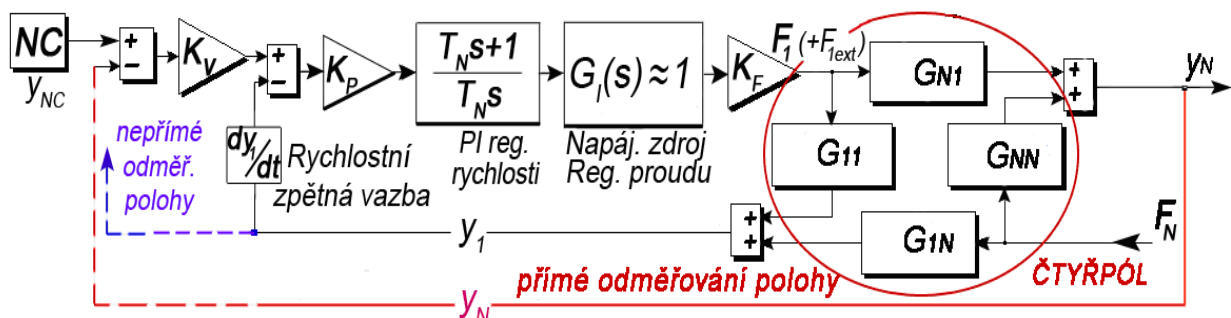 NC
y_NC
+
−
K_V
+
−
K_P
T_N s+1
T_N s
PI reg.
rychlosti
G_I(s) ≈ 1
Napáj. zdroj
Reg. proudu
K_F
F_1 (+F_1ext)
G_N1
+
+
y_N
G_11
G_NN
nepřímé
odměř.
polohy
dy_1/dt
Rychlostní
zpětná vazba
y_1
+
+
G_1N
F_N
přímé odměřování polohy
ČTYŘPÓL
y_N